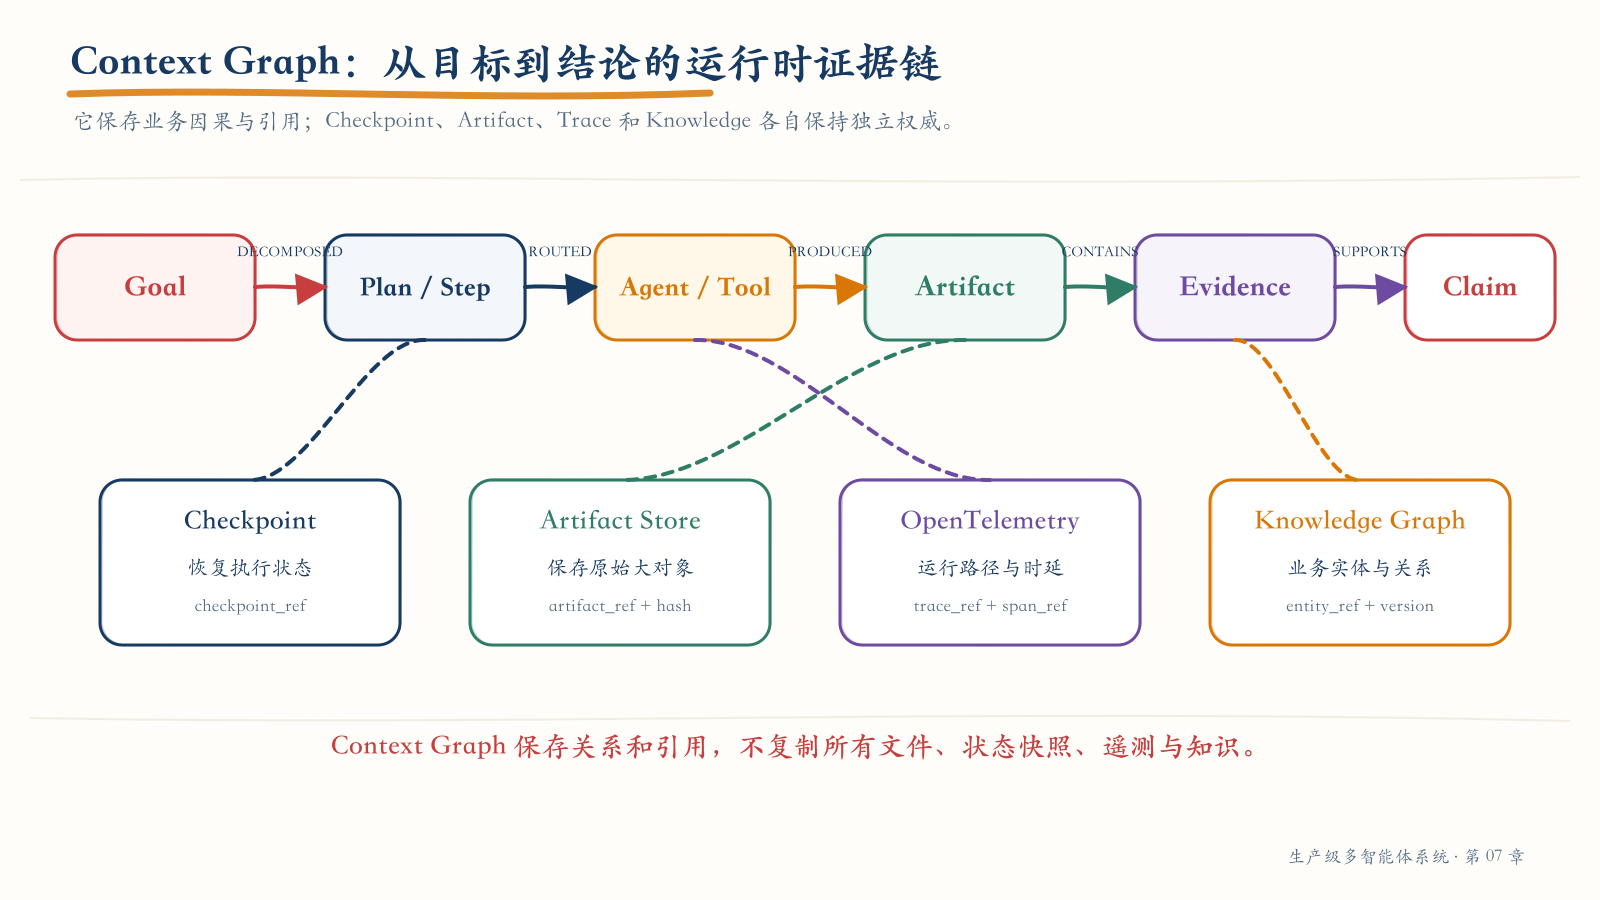 Context Graph：从目标到结论的运行时证据链
它保存业务因果与引用；Checkpoint、Artifact、Trace 和 Knowledge 各自保持独立权威。
DECOMPOSED
ROUTED
PRODUCED
CONTAINS
SUPPORTS
Goal
Plan / Step
Agent / Tool
Artifact
Evidence
Claim
Checkpoint
恢复执行状态
checkpoint_ref
Artifact Store
保存原始大对象
artifact_ref + hash
OpenTelemetry
运行路径与时延
trace_ref + span_ref
Knowledge Graph
业务实体与关系
entity_ref + version
Context Graph 保存关系和引用，不复制所有文件、状态快照、遥测与知识。
生产级多智能体系统 · 第 07 章